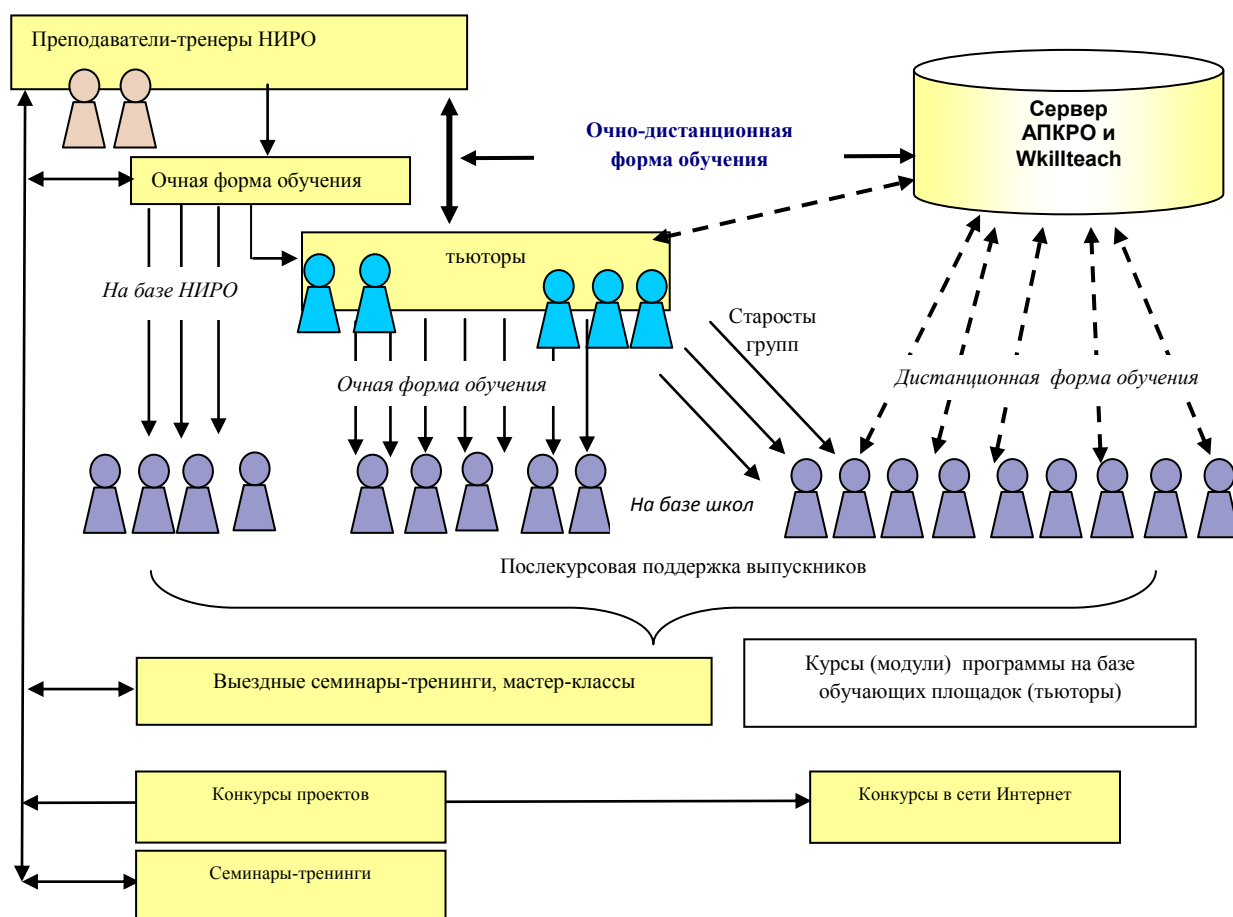 Преподаватели-тренеры НИРО
Очно-дистанционная
форма обучения
Сервер
АПКРО и
Wkillteach
Очная форма обучения
тьюторы
На базе НИРО
Старосты
групп
Очная форма обучения
Дистанционная форма обучения
На базе школ
Послекурсовая поддержка выпускников
Выездные семинары-тренинги, мастер-классы
Курсы (модули) программы на базе
обучающих площадок (тьюторы)
Конкурсы проектов
Конкурсы в сети Интернет
Семинары-тренинги